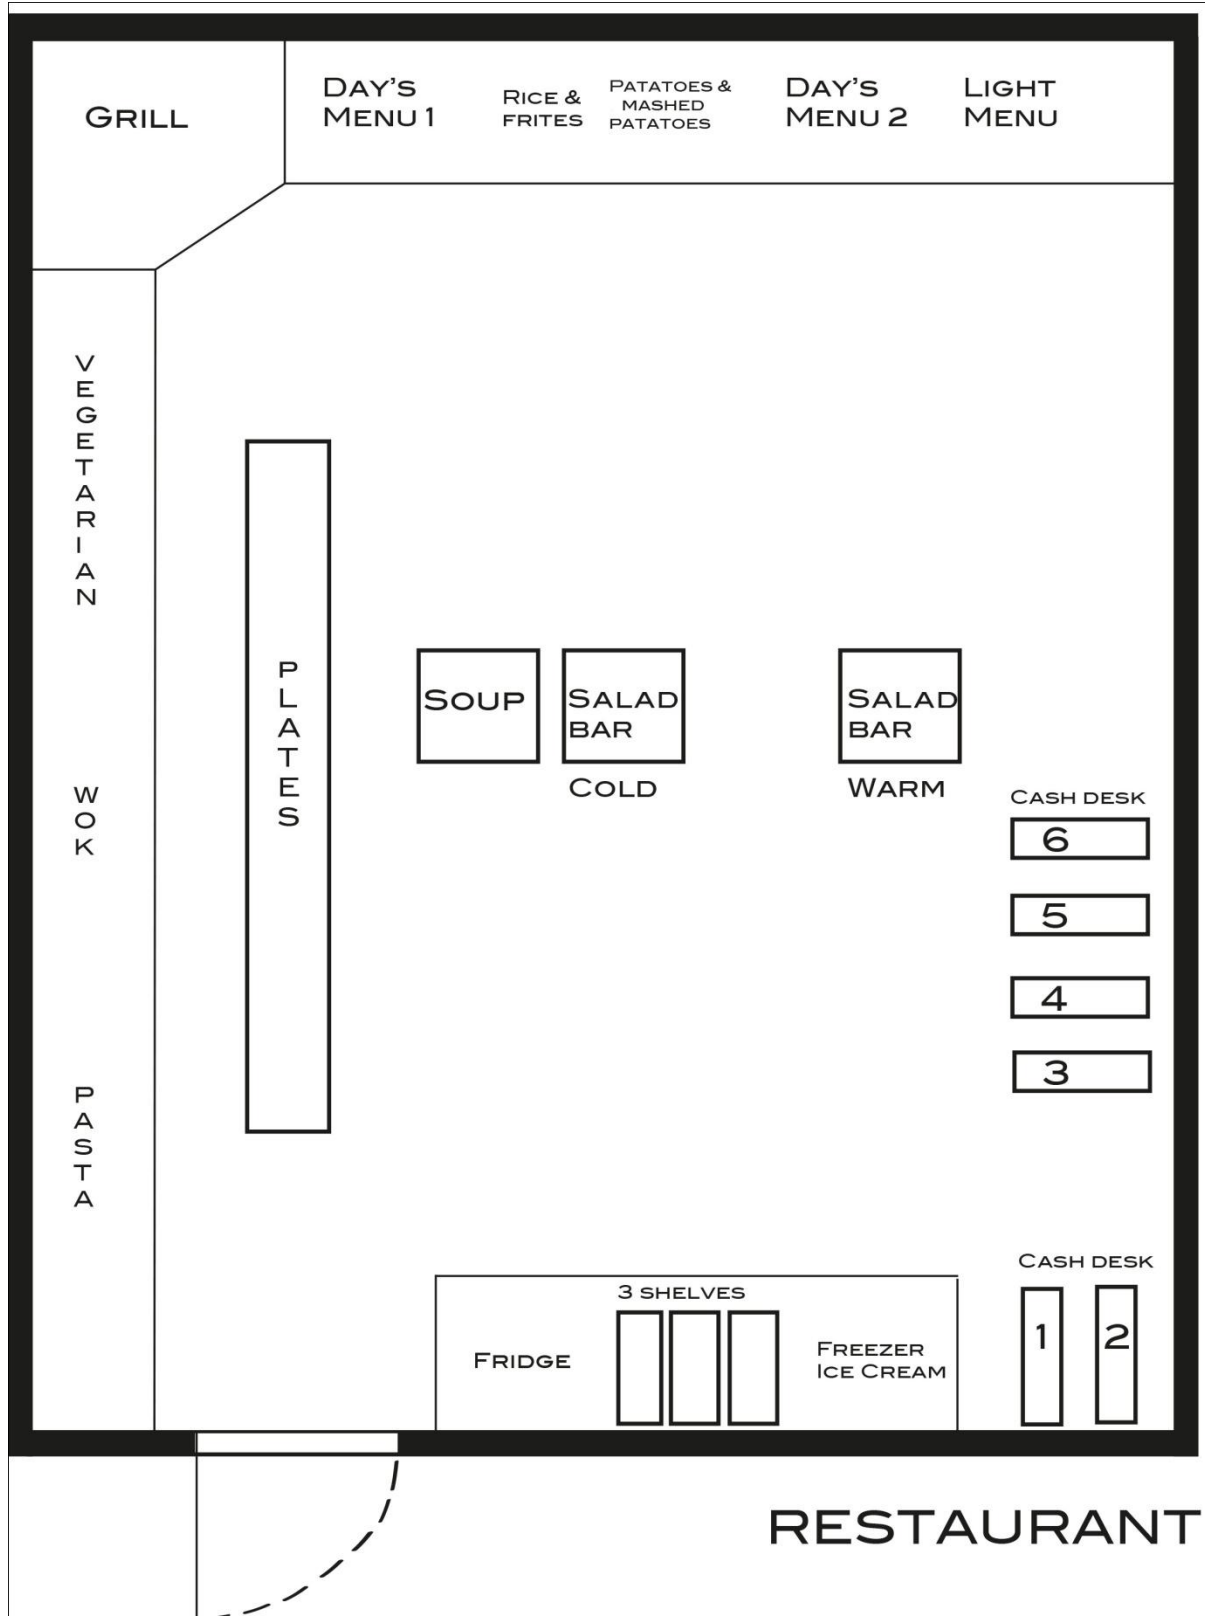 GRILL
DAY'S
MENU 1
RICE &
FRITES
PATATOES &
MASHED
PATATOES
DAY'S
MENU 2
LIGHT
MENU
VEGETARIAN
WOK
PASTA
PLATES
SOUP
SALAD
BAR
COLD
SALAD
BAR
WARM
CASH DESK
6
5
4
3
CASH DESK
1
2
3 SHELVES
FRIDGE
FREEZER
ICE CREAM
RESTAURANT